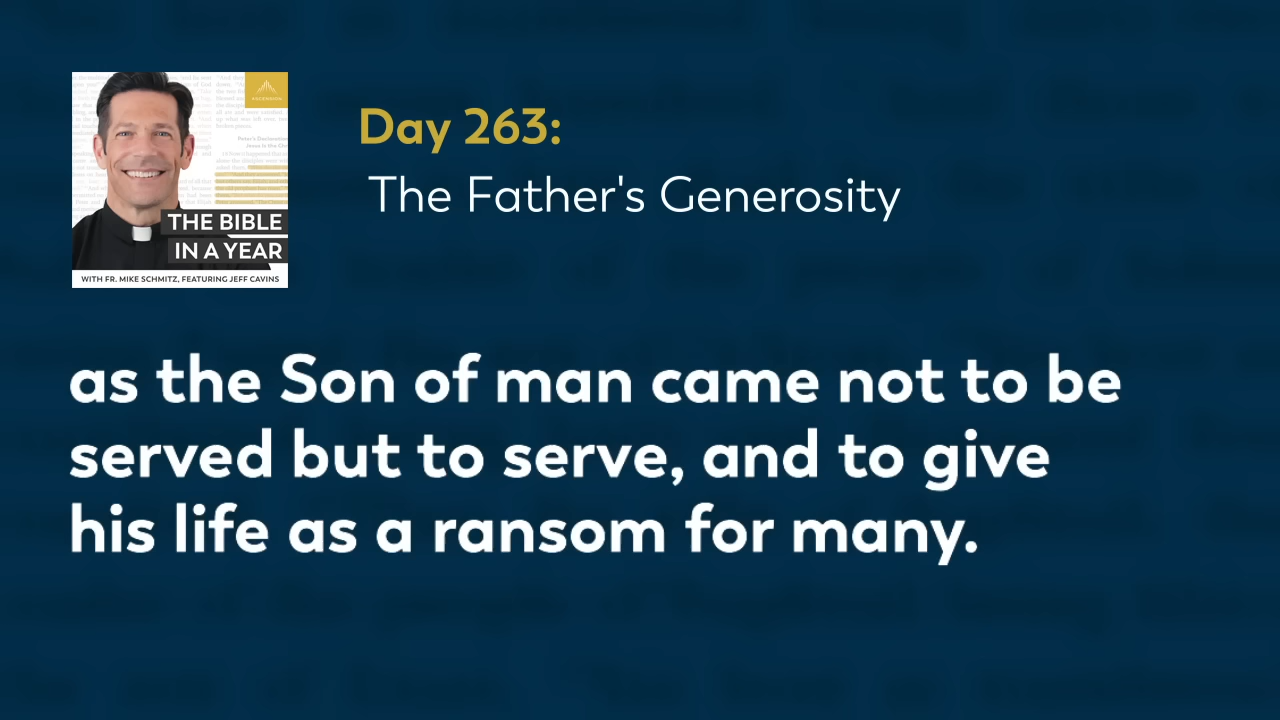 ASCENSION
THE BIBLE
IN A YEAR
WITH FR. MIKE SCHMITZ, FEATURING JEFF CAVINS
Day 263:
The Father's Generosity
as the Son of man came not to be
served but to serve, and to give
his life as a ransom for many.